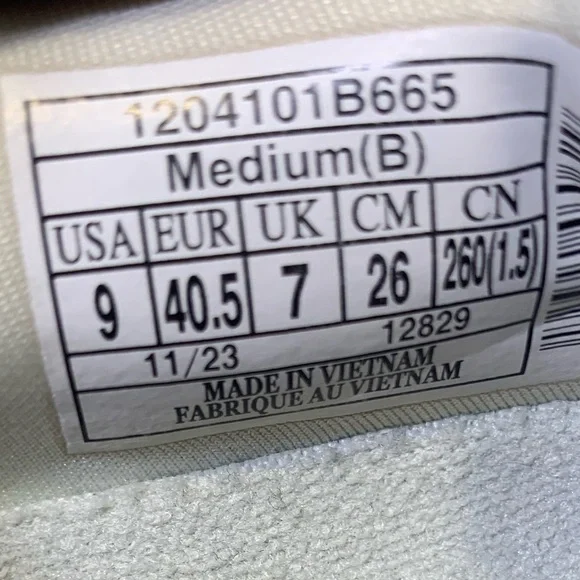 1204101B665
Medium(B)
USA EUR UK CM CN
9 40.5 7 26 260(1.5)
11/23 12829
MADE IN VIETNAM
FABRIQUE AU VIETNAM